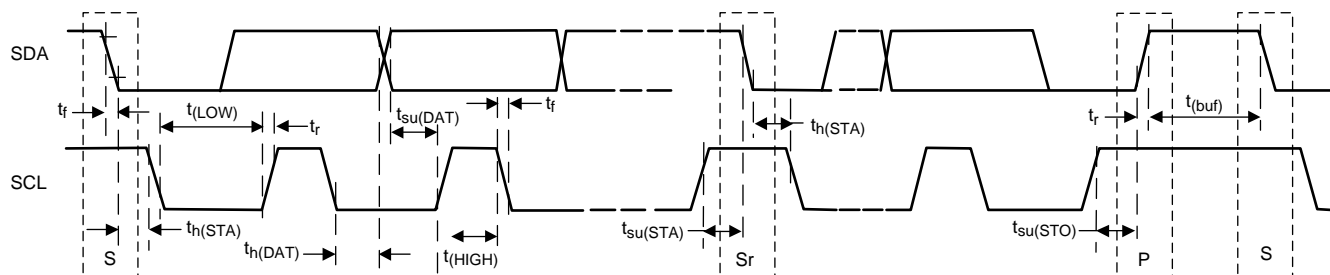 SDA
t_f
t_(LOW)
t_r
t_su(DAT)
t_f
t_h(STA)
t_r
t_(buf)
SCL
t_h(STA)
t_h(DAT)
t_(HIGH)
t_su(STA)
t_su(STO)
S
Sr
P
S